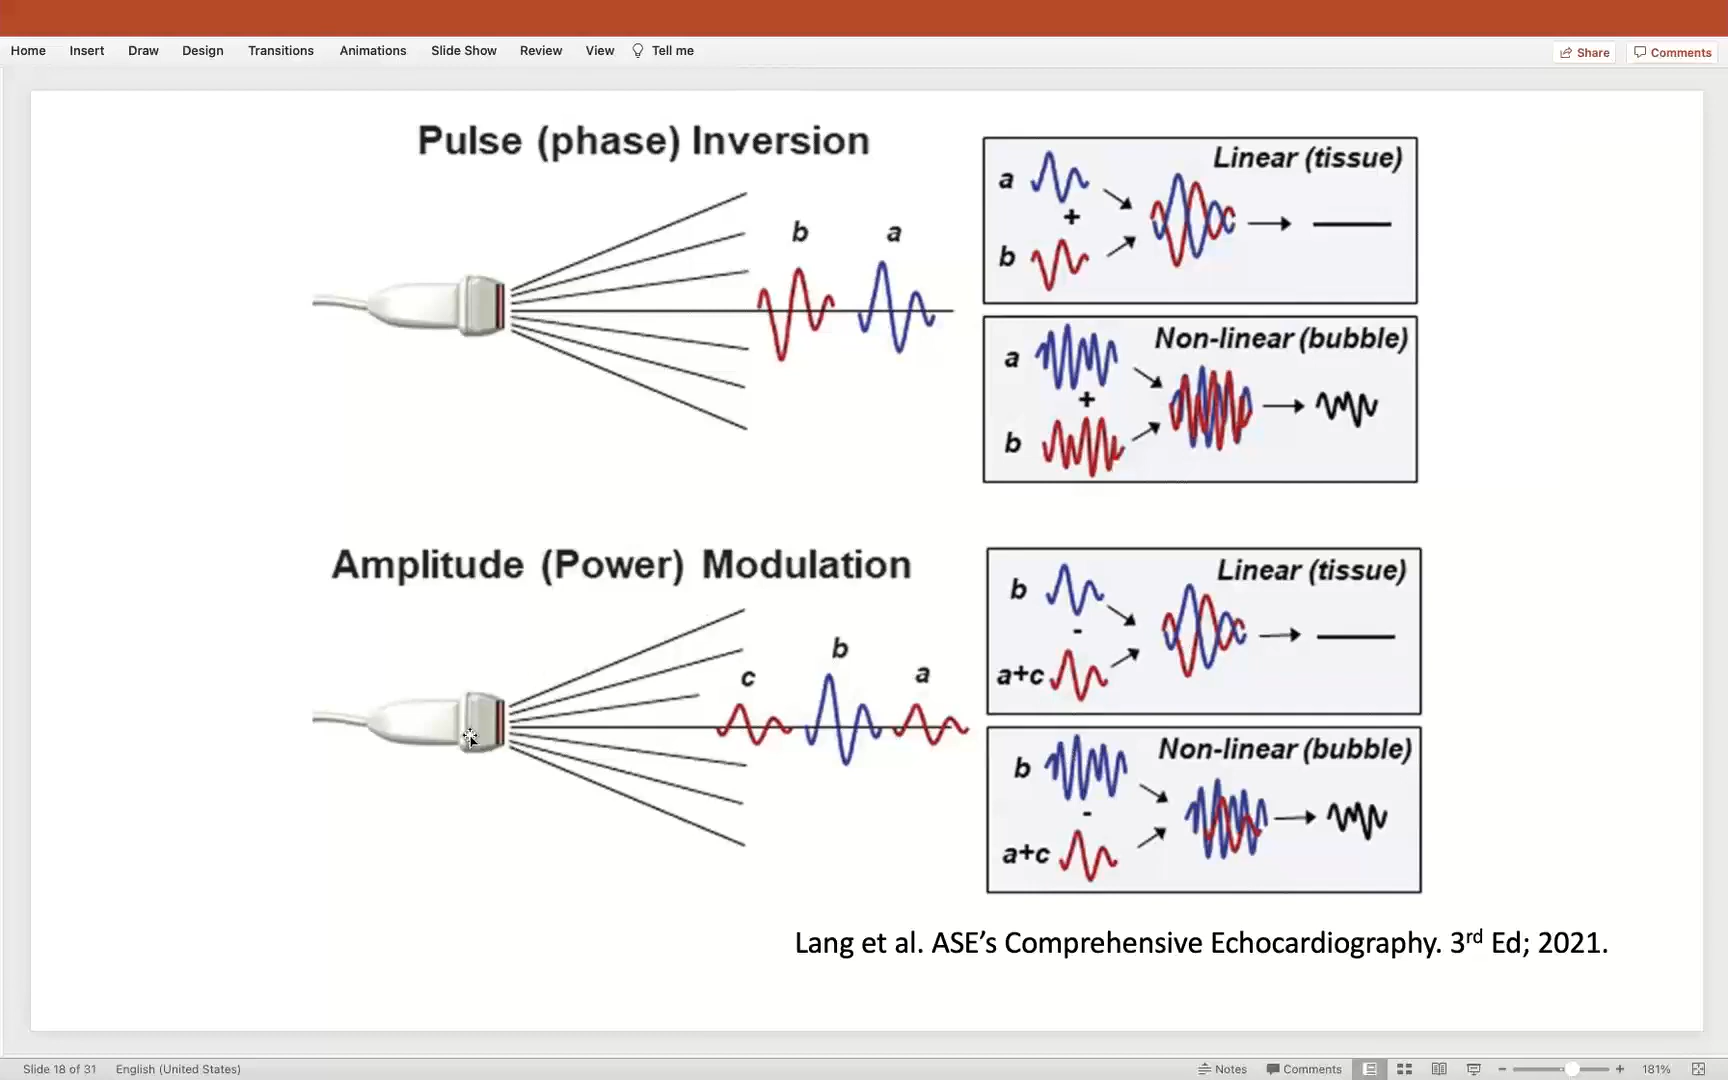 Home Insert Draw Design Transitions Animations Slide Show Review View Tell me Share Comments
Pulse (phase) Inversion
b a
Linear (tissue)
a
+
b
Non-linear (bubble)
a
+
b
Amplitude (Power) Modulation
c b a
Linear (tissue)
b
-
a+c
Non-linear (bubble)
b
-
a+c
Lang et al. ASE’s Comprehensive Echocardiography. 3rd Ed; 2021.
Slide 18 of 31 English (United States) Notes Comments 181%